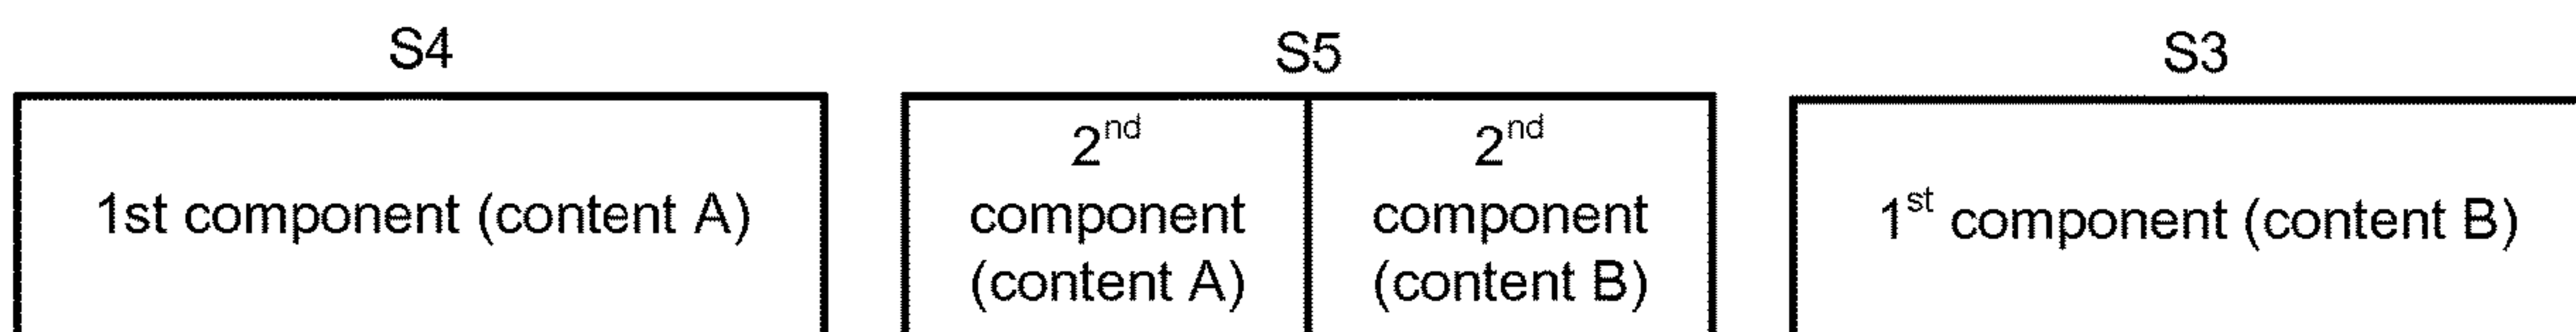 S4 S5 S3
1st component (content A)
2nd
component
(content A)
2nd
component
(content B)
1st component (content B)